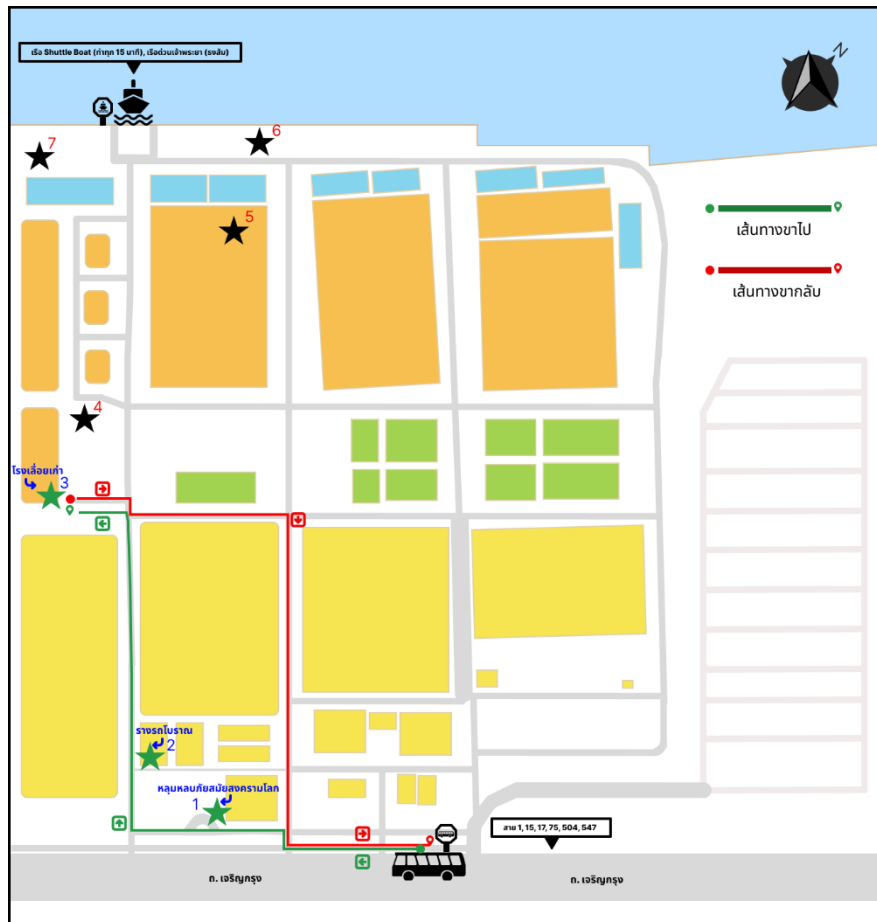 เรือ Shuttle Boat (ท่าทุก 15 นาที), เรือด่วนเจ้าพระยา (ธงส้ม)
N
7
6
5
เส้นทางขาไป
เส้นทางขากลับ
4
โรงเลื่อยเก่า
3
รางรถโบราณ
2
หลุมหลบภัยสมัยสงครามโลก
1
สาย 1, 15, 17, 75, 504, 547
ถ. เจริญกรุง
ถ. เจริญกรุง